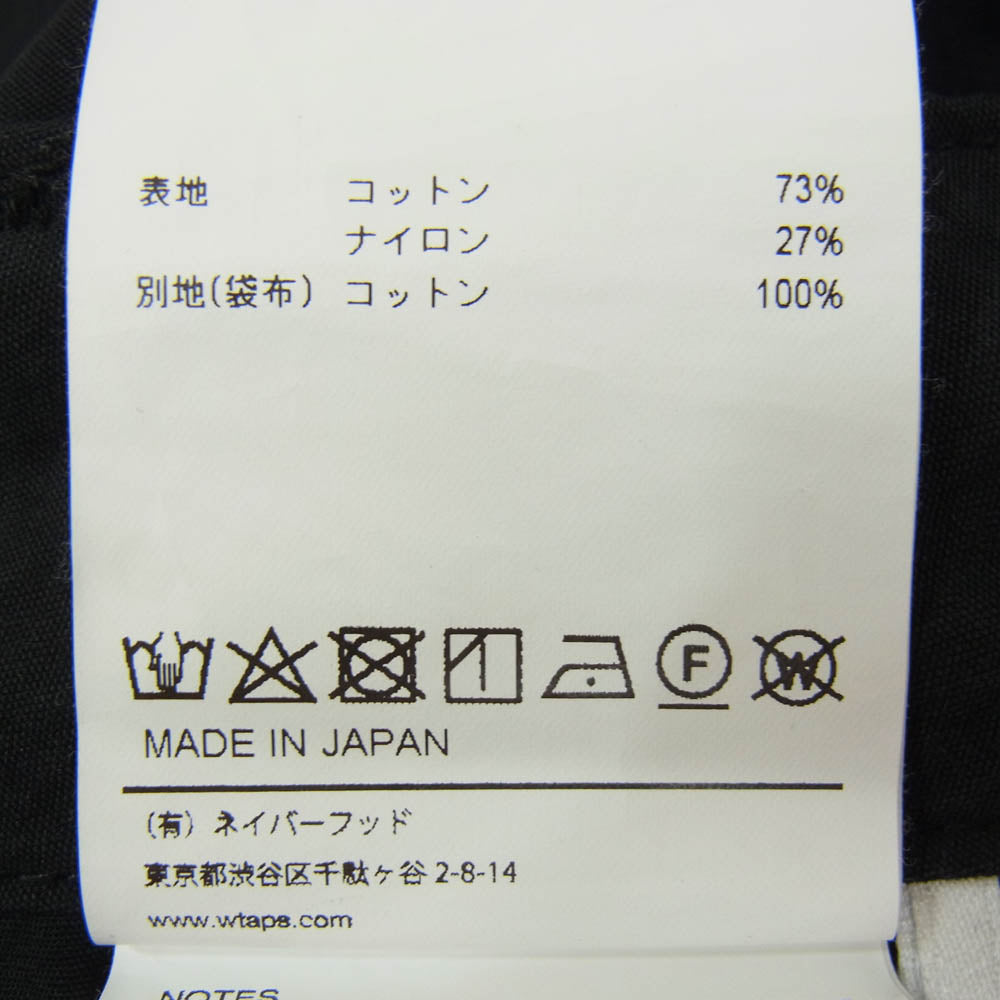 表地 コットン 73%
ナイロン 27%
別地(袋布) コットン 100%
F W
MADE IN JAPAN
(有) ネイバーフッド
東京都渋谷区千駄ヶ谷 2-8-14
www.wtaps.com
NOTES